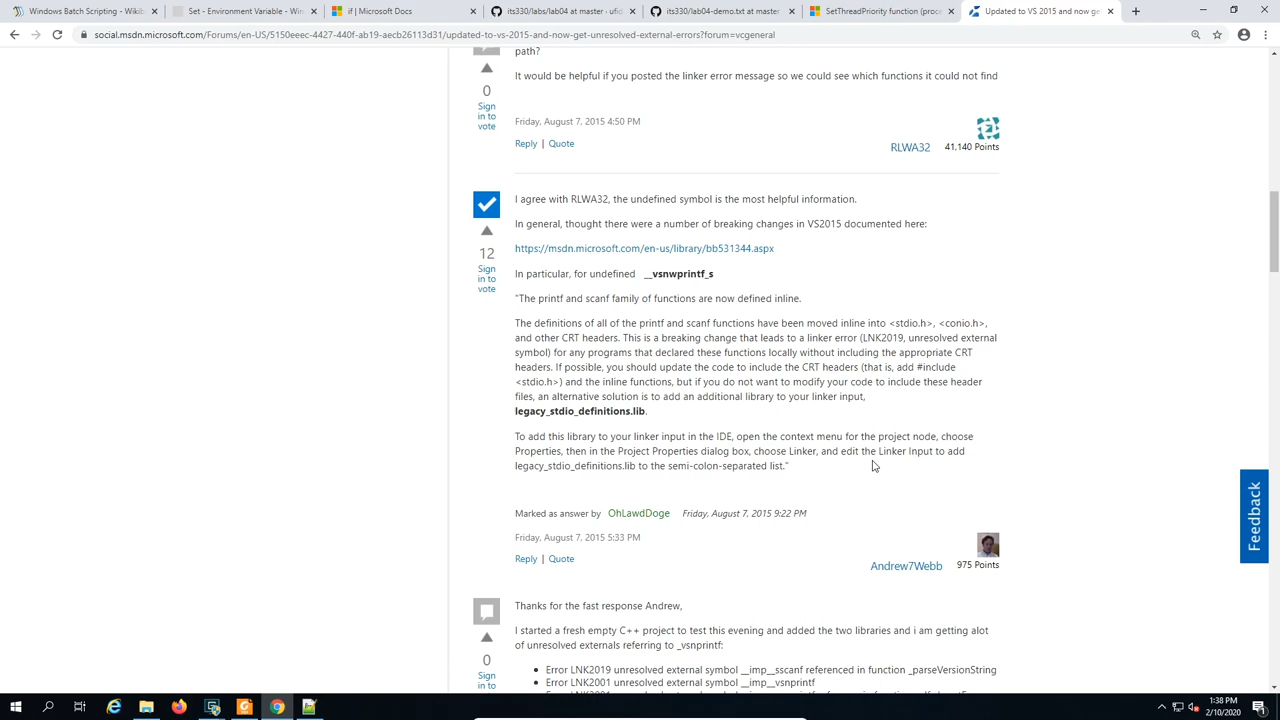 Windows Batch Scripting - Wikib
Set - Environment Variable - Win
if | Microsoft Docs
its330/labs/lab04 at master · ufid
its330/lab04-demo.txt at master
SetThreadPriority function (proce
Updated to VS 2015 and now ge
social.msdn.microsoft.com/Forums/en-US/5150eeec-4427-440f-ab19-aecb26113d31/updated-to-vs-2015-and-now-get-unresolved-external-errors?forum=vcgeneral
path?
It would be helpful if you posted the linker error message so we could see which functions it could not find
0
Sign
in to
vote
Friday, August 7, 2015 4:50 PM
Reply | Quote
RLWA32 41,140 Points
I agree with RLWA32, the undefined symbol is the most helpful information.
In general, thought there were a number of breaking changes in VS2015 documented here:
https://msdn.microsoft.com/en-us/library/bb531344.aspx
12
Sign
in to
vote
In particular, for undefined __vsnwprintf_s
"The printf and scanf family of functions are now defined inline.
The definitions of all of the printf and scanf functions have been moved inline into <stdio.h>, <conio.h>,
and other CRT headers. This is a breaking change that leads to a linker error (LNK2019, unresolved external
symbol) for any programs that declared these functions locally without including the appropriate CRT
headers. If possible, you should update the code to include the CRT headers (that is, add #include
<stdio.h>) and the inline functions, but if you do not want to modify your code to include these header
files, an alternative solution is to add an additional library to your linker input,
legacy_stdio_definitions.lib.
To add this library to your linker input in the IDE, open the context menu for the project node, choose
Properties, then in the Project Properties dialog box, choose Linker, and edit the Linker Input to add
legacy_stdio_definitions.lib to the semi-colon-separated list."
Marked as answer by OhLawdDoge Friday, August 7, 2015 9:22 PM
Friday, August 7, 2015 5:33 PM
Reply | Quote
Andrew7Webb 975 Points
Feedback
Thanks for the fast response Andrew,
I started a fresh empty C++ project to test this evening and added the two libraries and i am getting alot
of unresolved externals referring to _vsnprintf:
0
Sign
in to
Error LNK2019 unresolved external symbol __imp__sscanf referenced in function _parseVersionString
Error LNK2001 unresolved external symbol __imp__vsnprintf
1:38 PM
2/10/2020